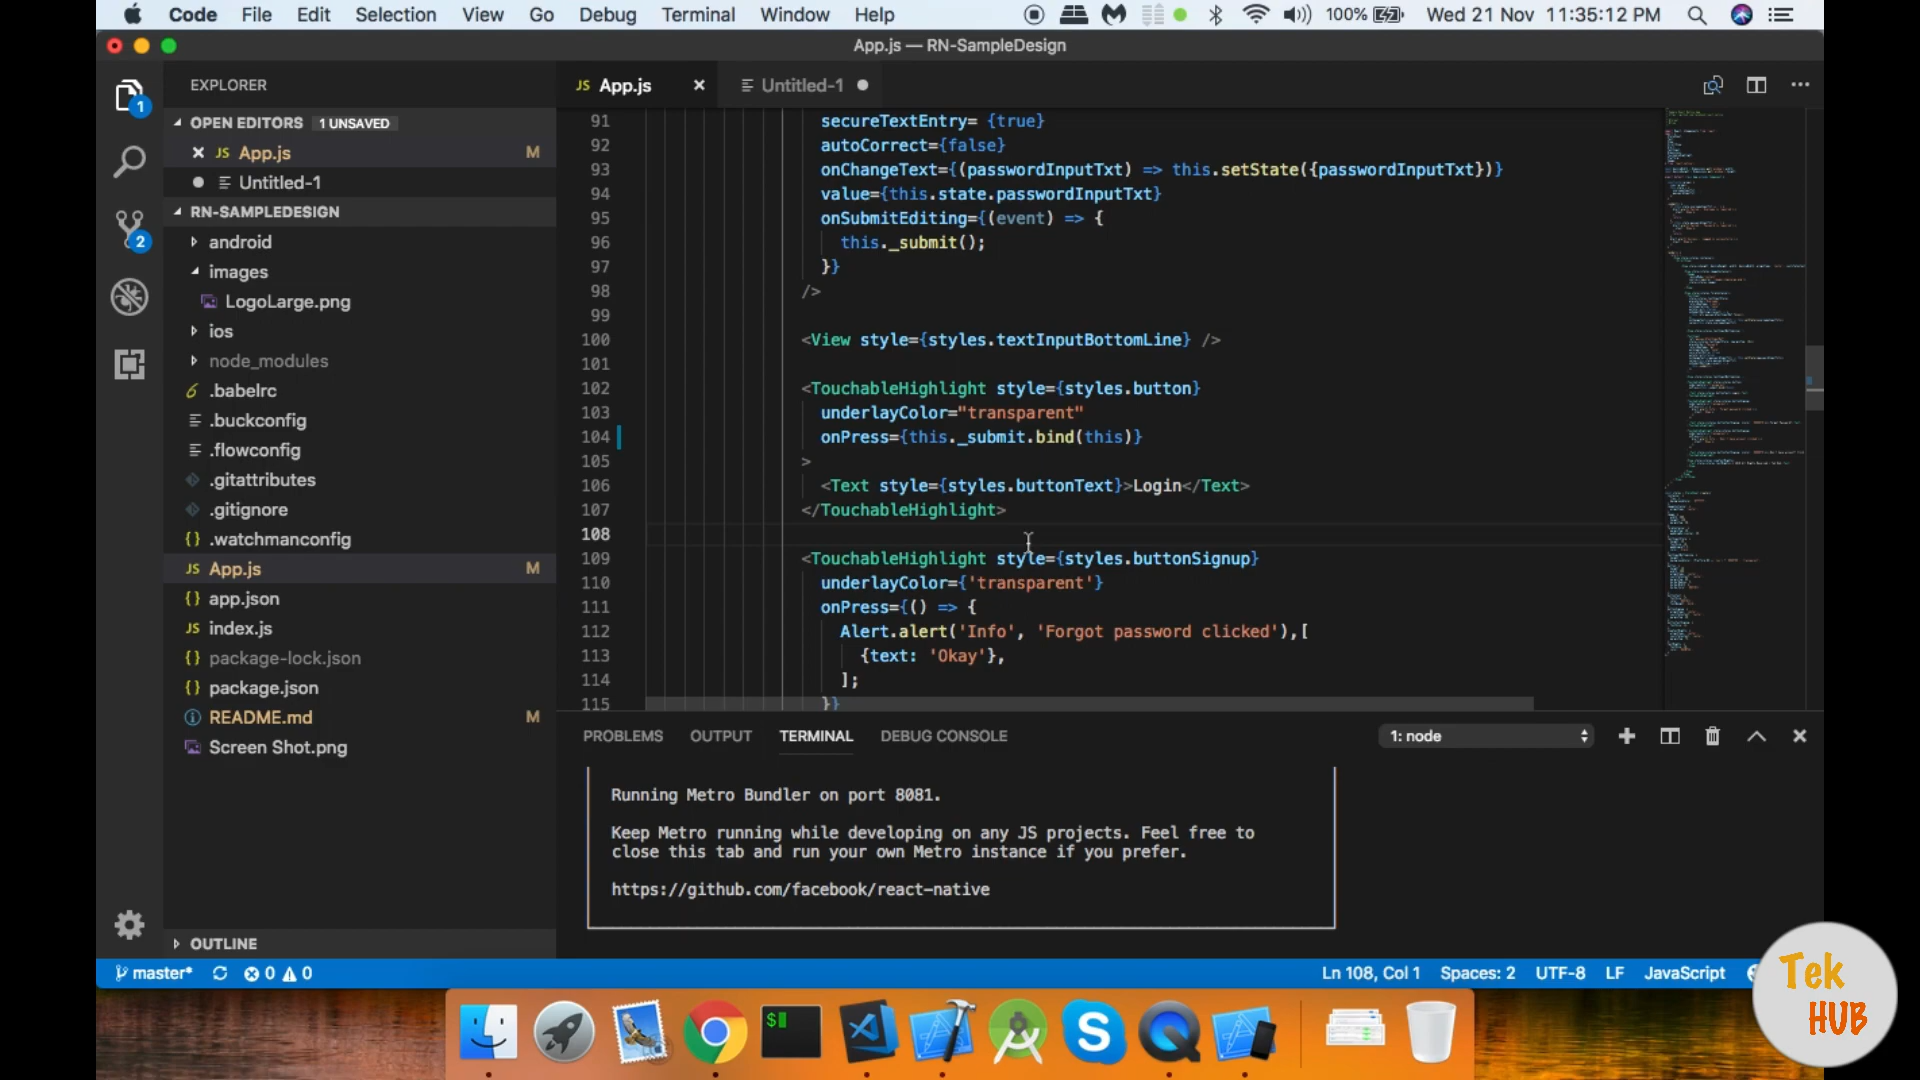 Code File Edit Selection View Go Debug Terminal Window Help 100% Wed 21 Nov 11:35:12 PM
App.js — RN-SampleDesign
EXPLORER
OPEN EDITORS 1 UNSAVED
JS App.js M
Untitled-1
RN-SAMPLEDESIGN
android
images
LogoLarge.png
ios
node_modules
.babelrc
.buckconfig
.flowconfig
.gitattributes
.gitignore
{} .watchmanconfig
JS App.js M
{} app.json
JS index.js
{} package-lock.json
{} package.json
README.md M
Screen Shot.png
OUTLINE
1
2
JS App.js Untitled-1
91 secureTextEntry= {true}
92 autoCorrect={false}
93 onChangeText={(passwordInputTxt) => this.setState({passwordInputTxt})}
94 value={this.state.passwordInputTxt}
95 onSubmitEditing={(event) => {
96 this._submit();
97 }}
98 />
99
100 <View style={styles.textInputBottomLine} />
101
102 <TouchableHighlight style={styles.button}
103 underlayColor="transparent"
104 onPress={this._submit.bind(this)}
105 >
106 <Text style={styles.buttonText}>Login</Text>
107 </TouchableHighlight>
108
109 <TouchableHighlight style={styles.buttonSignup}
110 underlayColor={'transparent'}
111 onPress={() => {
112 Alert.alert('Info', 'Forgot password clicked'),[
113 {text: 'Okay'},
114 ];
115 }}
PROBLEMS OUTPUT TERMINAL DEBUG CONSOLE 1: node
Running Metro Bundler on port 8081.
Keep Metro running while developing on any JS projects. Feel free to
close this tab and run your own Metro instance if you prefer.
https://github.com/facebook/react-native
master* 0 0 Ln 108, Col 1 Spaces: 2 UTF-8 LF JavaScript
Tek
HUB